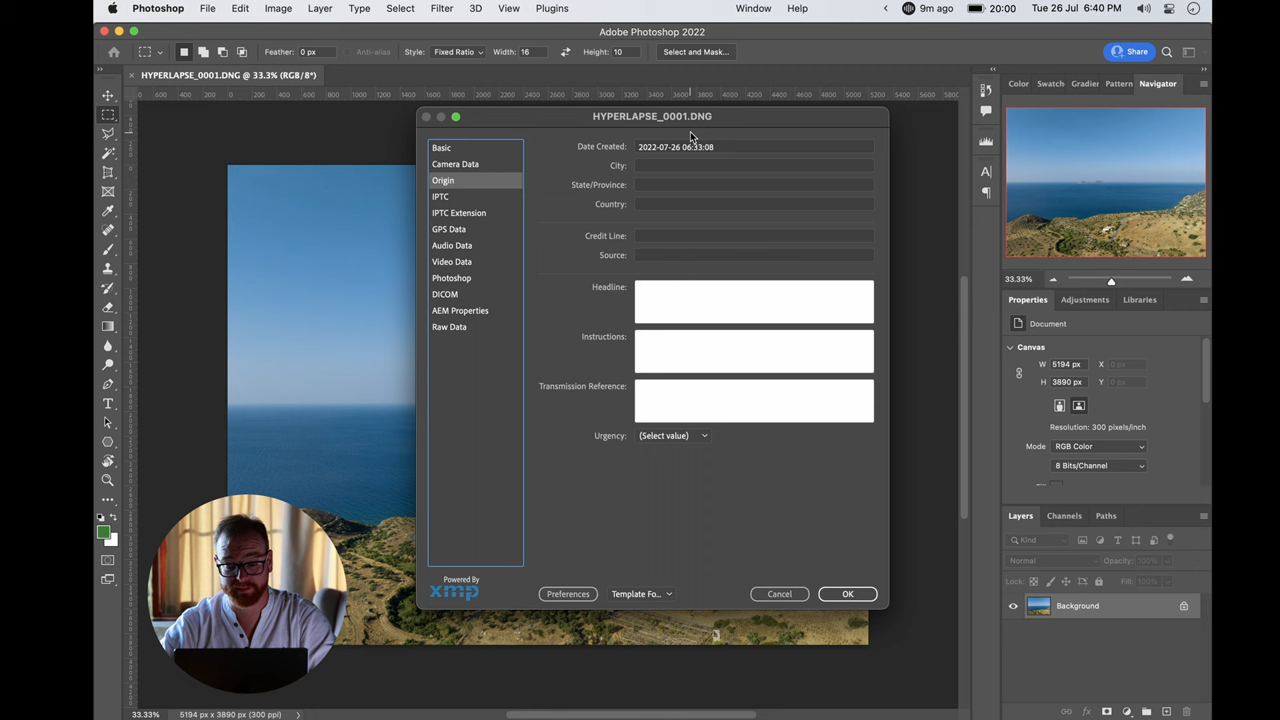 Photoshop File Edit Image Layer Type Select Filter 3D View Plugins Window 9m ago 20:00 Tue 26 Jul 6:40 PM
Adobe Photoshop 2022
Feather: 0 px Anti-alias Style: Fixed Ratio Width: 16 Height: 10 Select and Mask... Share
HYPERLAPSE_0001.DNG @ 33.3% (RGB/8*)
Color Swatch Gradier Pattern Navigator
HYPERLAPSE_0001.DNG
Basic
Camera Data
Origin
IPTC
IPTC Extension
GPS Data
Audio Data
Video Data
Photoshop
DICOM
AEM Properties
Raw Data
Date Created: 2022-07-26 06:33:08
City:
State/Province:
Country:
Credit Line:
Source:
Headline:
Instructions:
Transmission Reference:
Urgency: (Select value)
Powered By
xmp
Preferences Template Fo... Cancel OK
33.33%
Properties Adjustments Libraries
Document
Canvas
W 5194 px X 0 px
H 3890 px Y 0 px
Resolution: 300 pixels/inch
Mode RGB Color
8 Bits/Channel
Layers Channels Paths
Kind
Normal Opacity: 100%
Lock: Fill: 100%
Background
33.33% 5194 px x 3890 px (300 ppi)